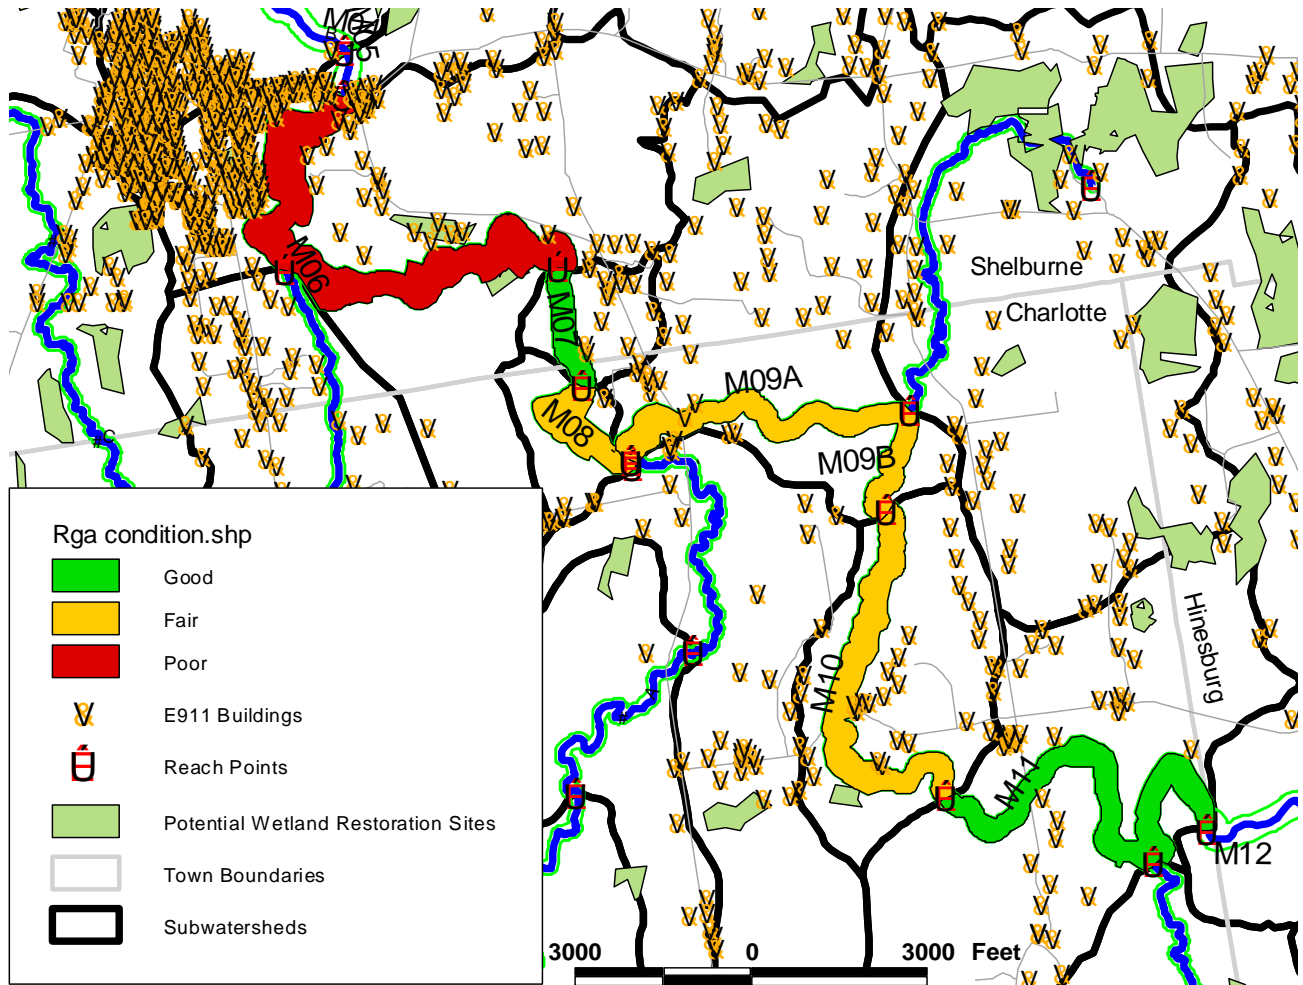 M05
M06
M07
Shelburne
Charlotte
M09A
M08
M09B
Hinesburg
M10
M11
M12
Rga condition.shp
Good
Fair
Poor
E911 Buildings
Reach Points
Potential Wetland Restoration Sites
Town Boundaries
Subwatersheds
3000 0 3000 Feet